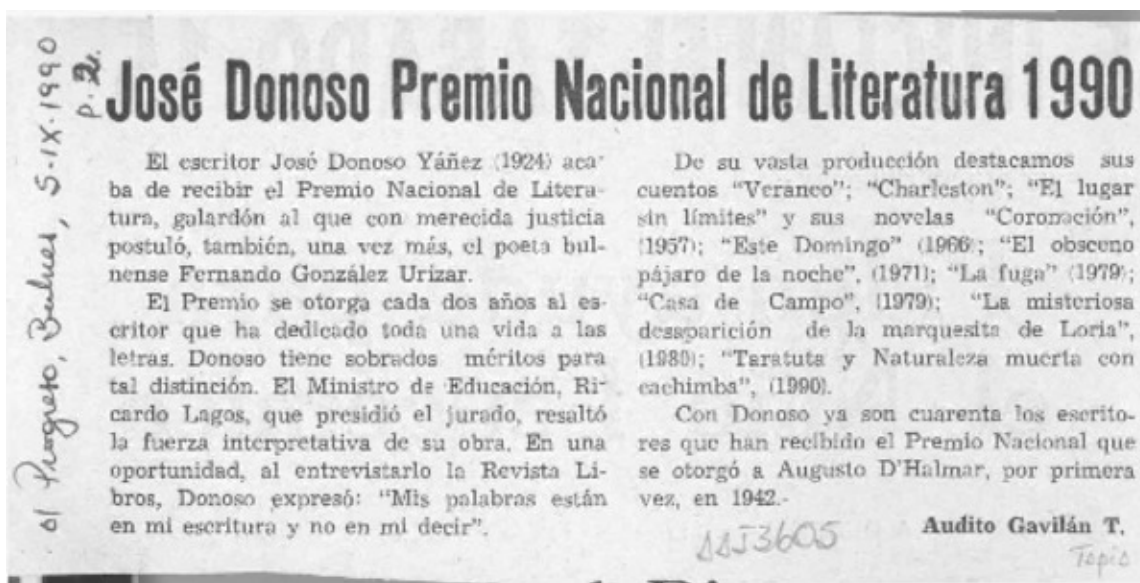 José Donoso Premio Nacional de Literatura 1990
El escritor José Donoso Yáñez (1924) aca-
ba de recibir el Premio Nacional de Litera-
tura, galardón al que con merecida justicia
postuló, también, una vez más, el poeta bul-
nense Fernando González Urízar.
El Premio se otorga cada dos años al es-
critor que ha dedicado toda una vida a las
letras. Donoso tiene sobrados méritos para
tal distinción. El Ministro de Educación, Ri-
cardo Lagos, que presidió el jurado, resaltó
la fuerza interpretativa de su obra. En una
oportunidad, al entrevistarlo la Revista Li-
bros, Donoso expresó: “Mis palabras están
en mi escritura y no en mi decir”.
De su vasta producción destacamos sus
cuentos “Veraneo”; “Charleston”; “El lugar
sin límites” y sus novelas “Coronación”,
(1957); “Este Domingo” (1966); “El obsceno
pájaro de la noche”, (1971); “La fuga” (1979);
“Casa de Campo”, (1979); “La misteriosa
desaparición de la marquesita de Loria”,
(1980); “Taratuta y Naturaleza muerta con
cachimba”, (1990).
Con Donoso ya son cuarenta los escrito-
res que han recibido el Premio Nacional que
se otorgó a Augusto D’Halmar, por primera
vez, en 1942.-
Audito Gavilán T.
el Progreso, Bulnes, 5-IX-1990
p. 2.
AAJ3605